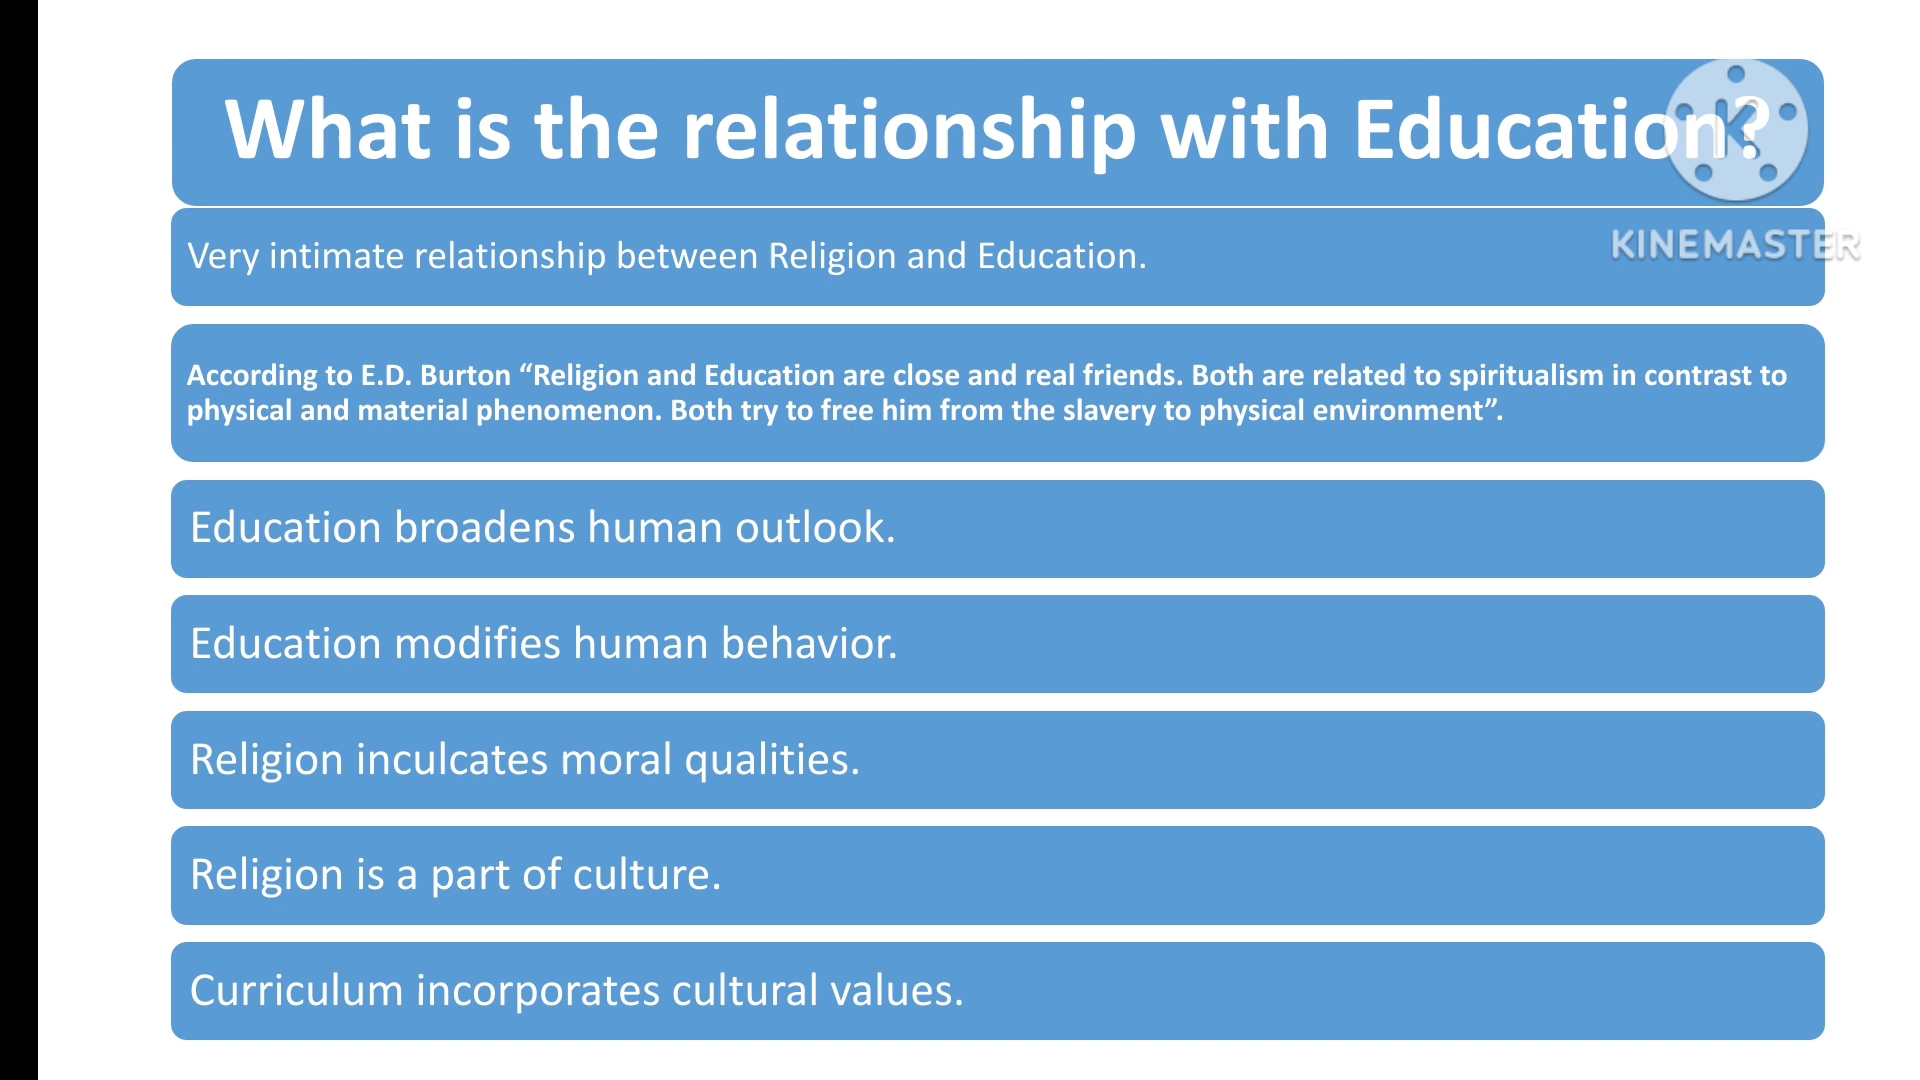 What is the relationship with Education?
KINEMASTER
Very intimate relationship between Religion and Education.
According to E.D. Burton “Religion and Education are close and real friends. Both are related to spiritualism in contrast to
physical and material phenomenon. Both try to free him from the slavery to physical environment”.
Education broadens human outlook.
Education modifies human behavior.
Religion inculcates moral qualities.
Religion is a part of culture.
Curriculum incorporates cultural values.